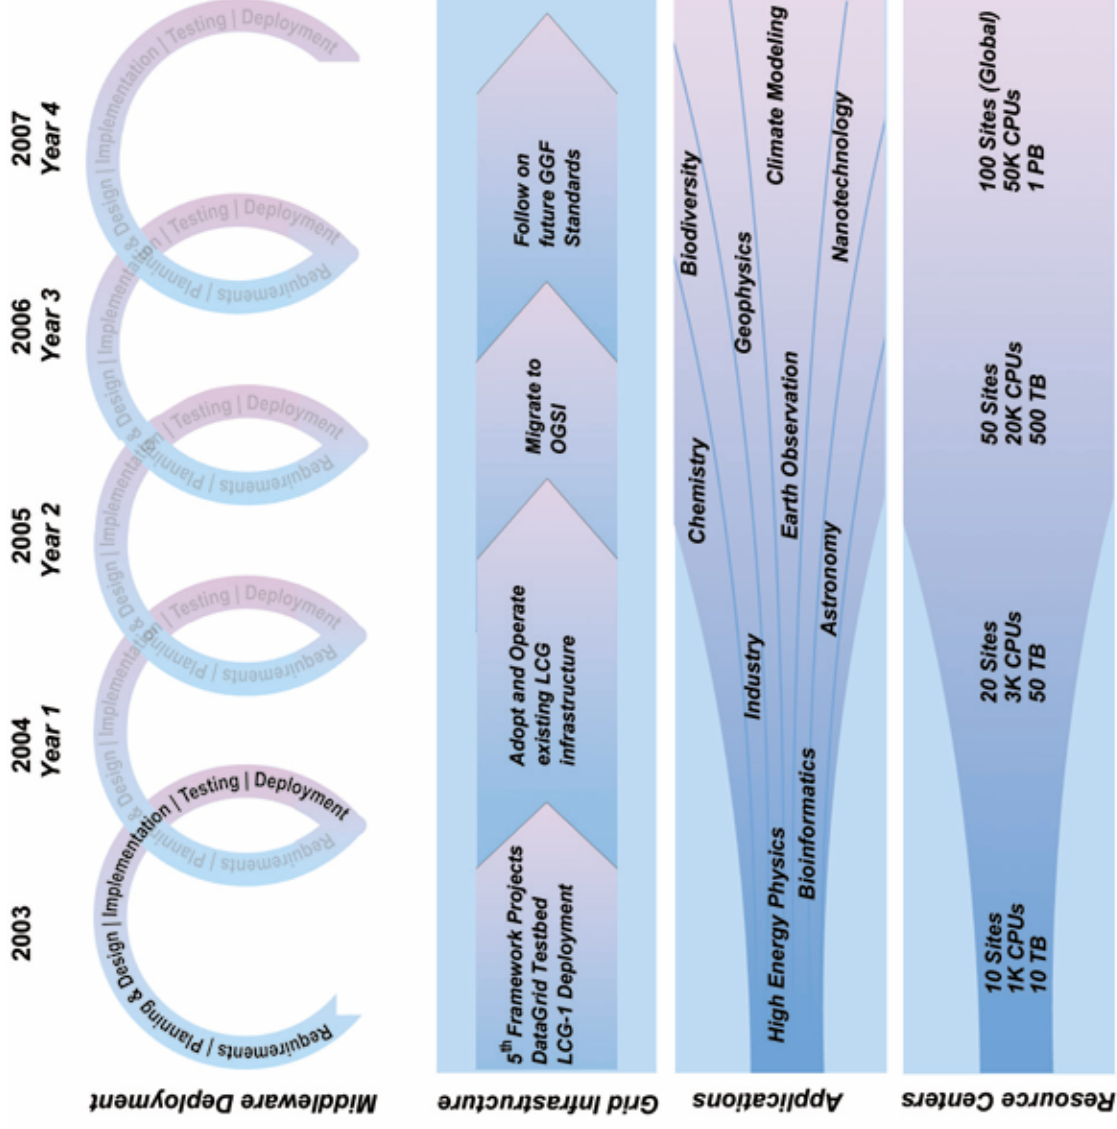 2003
2004
Year 1
2005
Year 2
2006
Year 3
2007
Year 4
Middleware Deployment
Requirements | Planning & Design | Implementation | Testing | Deployment
Requirements | Planning & Design | Implementation | Testing | Deployment
Requirements | Planning & Design | Implementation | Testing | Deployment
Requirements | Planning & Design | Implementation | Testing | Deployment
Requirements | Planning & Design | Implementation | Testing | Deployment
Grid Infrastructure
5th Framework Projects
DataGrid Testbed
LCG-1 Deployment
Adopt and Operate
existing LCG
infrastructure
Migrate to
OGSI
Follow on
future GGF
Standards
Applications
High Energy Physics
Bioinformatics
Industry
Astronomy
Chemistry
Earth Observation
Geophysics
Biodiversity
Nanotechnology
Climate Modeling
Resource Centers
10 Sites
1K CPUs
10 TB
20 Sites
3K CPUs
50 TB
50 Sites
20K CPUs
500 TB
100 Sites (Global)
50K CPUs
1 PB